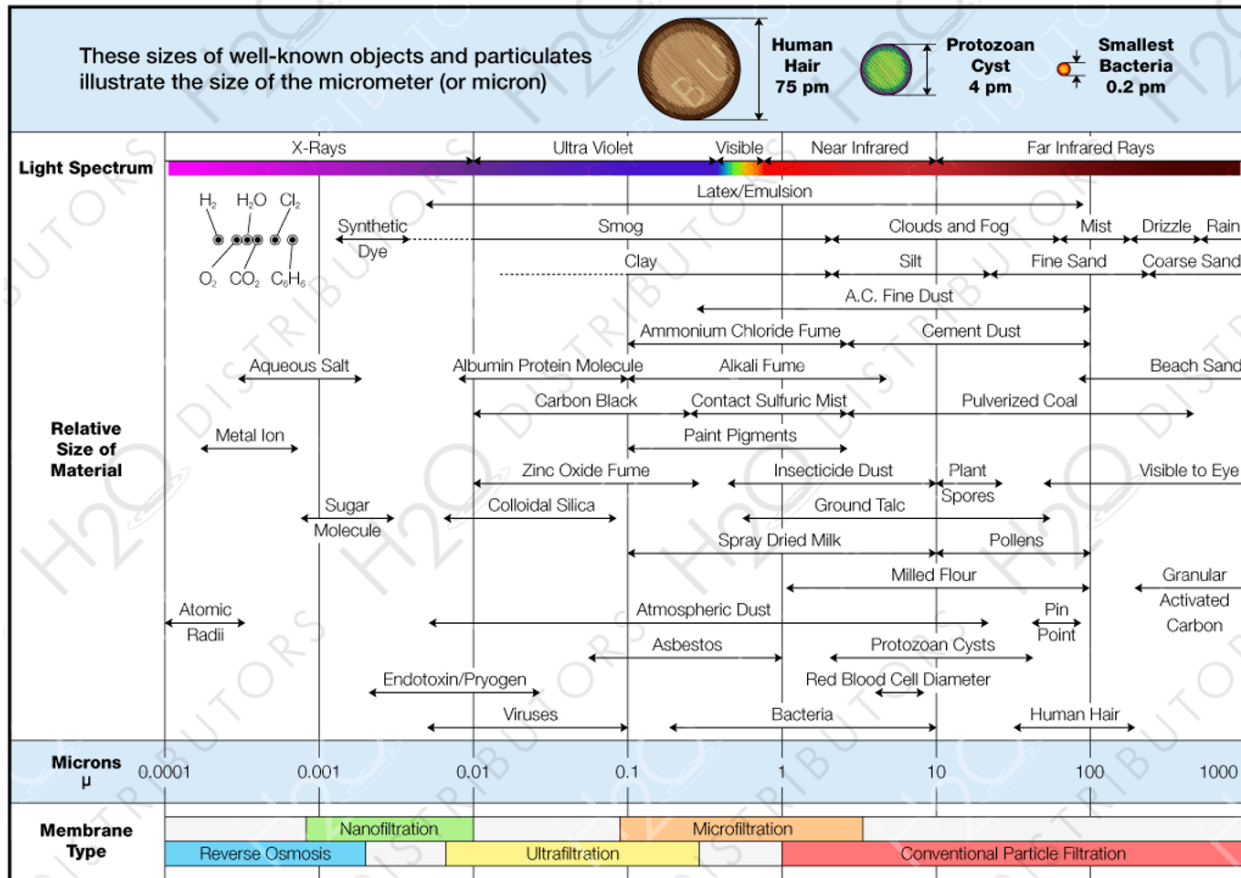 These sizes of well-known objects and particulates
illustrate the size of the micrometer (or micron)
Human
Hair
75 pm
Protozoan
Cyst
4 pm
Smallest
Bacteria
0.2 pm
Light Spectrum
X-Rays
Ultra Violet
Visible
Near Infrared
Far Infrared Rays
Latex/Emulsion
H₂
H₂O
Cl₂
O₂
CO₂
C₆H₆
Synthetic
Dye
Smog
Clouds and Fog
Mist
Drizzle
Rain
Clay
Silt
Fine Sand
Coarse Sand
A.C. Fine Dust
Ammonium Chloride Fume
Cement Dust
Aqueous Salt
Albumin Protein Molecule
Alkali Fume
Beach Sand
Carbon Black
Contact Sulfuric Mist
Pulverized Coal
Relative
Size of
Material
Metal Ion
Paint Pigments
Zinc Oxide Fume
Insecticide Dust
Plant
Spores
Visible to Eye
Sugar
Molecule
Colloidal Silica
Ground Talc
Spray Dried Milk
Pollens
Milled Flour
Granular
Activated
Carbon
Atomic
Radii
Atmospheric Dust
Pin
Point
Asbestos
Protozoan Cysts
Endotoxin/Pryogen
Red Blood Cell Diameter
Viruses
Bacteria
Human Hair
Microns
μ
0.0001
0.001
0.01
0.1
1
10
100
1000
Membrane
Type
Nanofiltration
Microfiltration
Reverse Osmosis
Ultrafiltration
Conventional Particle Filtration
H2O
DISTRIBUTORS